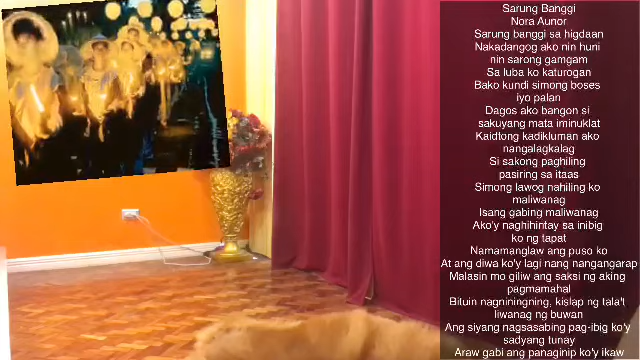 Sarung Banggi
Nora Aunor
Sarung banggi sa higdaan
Nakadangog ako nin huni
nin sarong gamgam
Sa luba ko katurogan
Bako kundi simong boses
iyo palan
Dagos ako bangon si
sakuyang mata iminuklat
Kaidtong kadikluman ako
nangalagkalag
Si sakong paghiling
pasiring sa itaas
Simong lawog nahiling ko
maliwanag
Isang gabing maliwanag
Ako'y naghihintay sa inibig
ko ng tapat
Namamanglaw ang puso ko
At ang diwa ko'y lagi nang nangangarap
Malasin mo giliw ang saksi ng aking
pagmamahal
Bituin nagniningning, kislap ng tala't
liwanag ng buwan
Ang siyang nagsasabing pag-ibig ko'y
sadyang tunay
Araw gabi ang panaginip ko'y ikaw